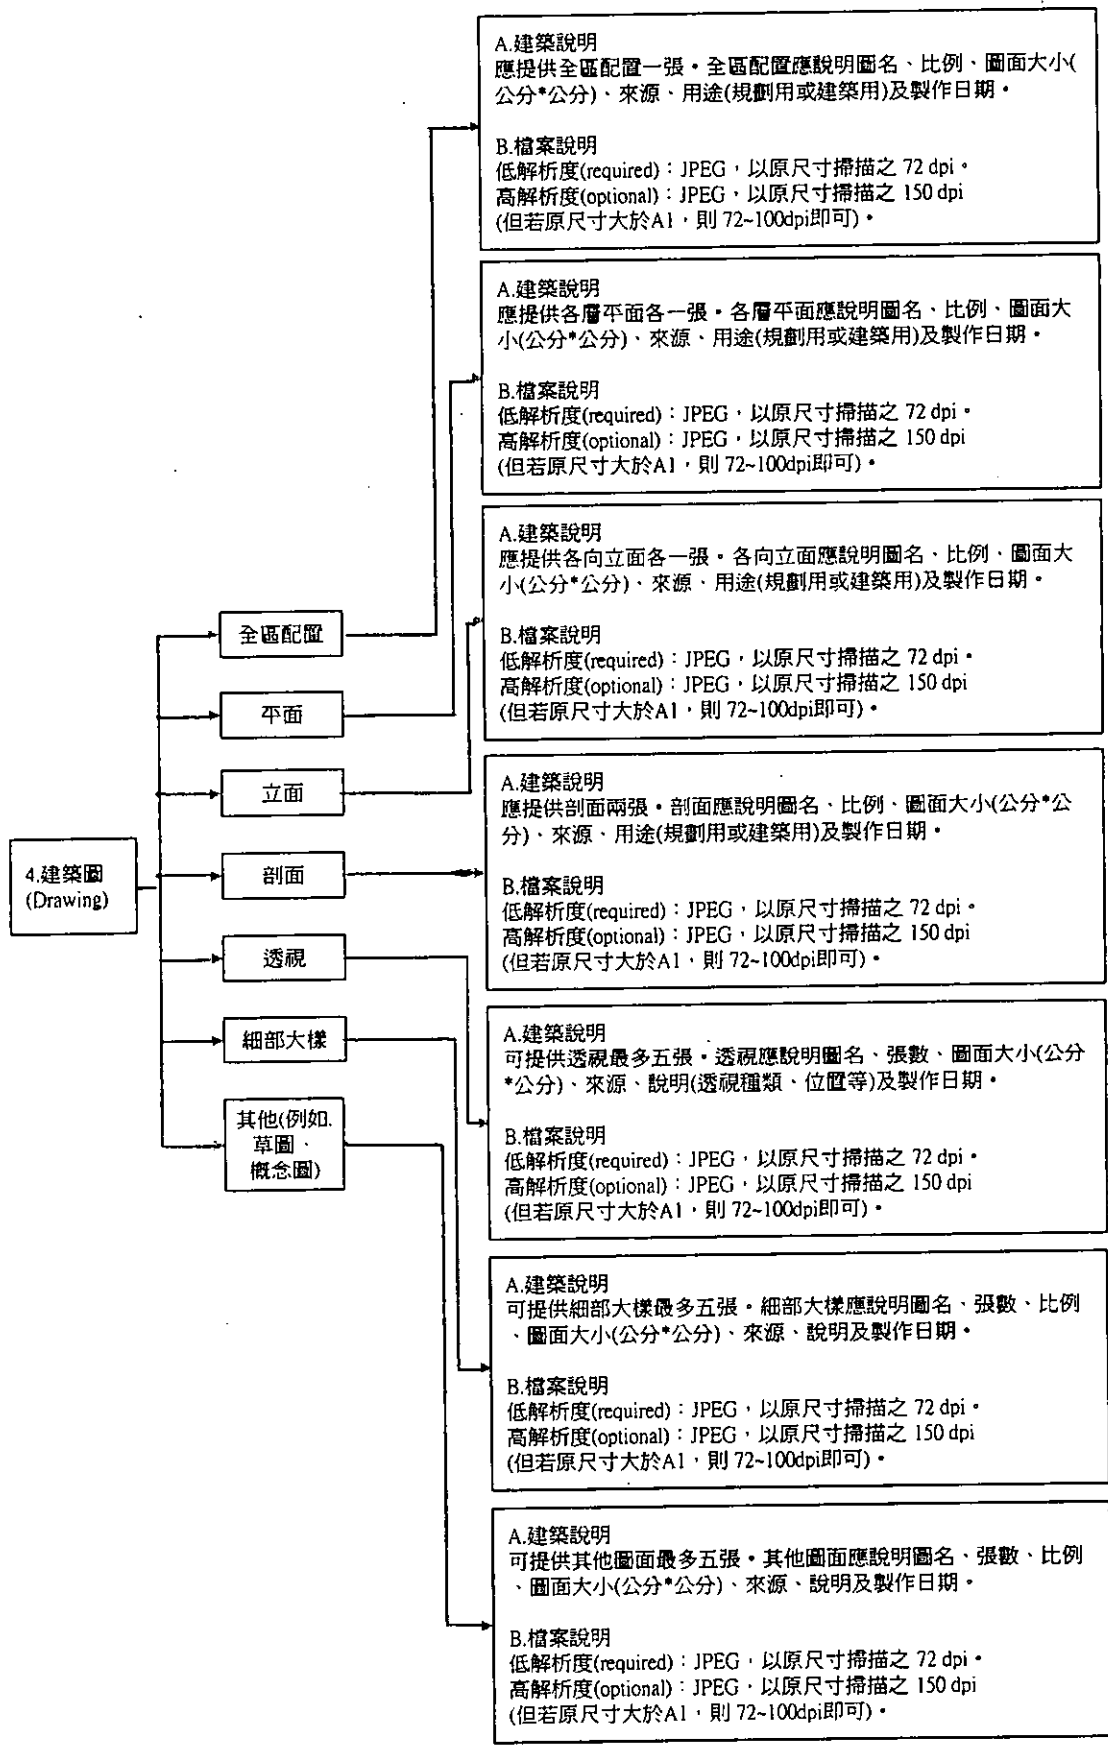 A.建築說明
應提供全區配置一張。全區配置應說明圖名、比例、圖面大小(
公分*公分)、來源、用途(規劃用或建築用)及製作日期。
B.檔案說明
低解析度(required)：JPEG，以原尺寸掃描之 72 dpi。
高解析度(optional)：JPEG，以原尺寸掃描之 150 dpi
(但若原尺寸大於A1，則 72~100dpi即可)。
A.建築說明
應提供各層平面各一張。各層平面應說明圖名、比例、圖面大
小(公分*公分)、來源、用途(規劃用或建築用)及製作日期。
B.檔案說明
低解析度(required)：JPEG，以原尺寸掃描之 72 dpi。
高解析度(optional)：JPEG，以原尺寸掃描之 150 dpi
(但若原尺寸大於A1，則 72~100dpi即可)。
A.建築說明
應提供各向立面各一張。各向立面應說明圖名、比例、圖面大
小(公分*公分)、來源、用途(規劃用或建築用)及製作日期。
B.檔案說明
低解析度(required)：JPEG，以原尺寸掃描之 72 dpi。
高解析度(optional)：JPEG，以原尺寸掃描之 150 dpi
(但若原尺寸大於A1，則 72~100dpi即可)。
4.建築圖
(Drawing)
全區配置
平面
立面
剖面
透視
細部大樣
其他(例如.
草圖、
概念圖)
A.建築說明
應提供剖面兩張。剖面應說明圖名、比例、圖面大小(公分*公
分)、來源、用途(規劃用或建築用)及製作日期。
B.檔案說明
低解析度(required)：JPEG，以原尺寸掃描之 72 dpi。
高解析度(optional)：JPEG，以原尺寸掃描之 150 dpi
(但若原尺寸大於A1，則 72~100dpi即可)。
A.建築說明
可提供透視最多五張。透視應說明圖名、張數、圖面大小(公分
*公分)、來源、說明(透視種類、位置等)及製作日期。
B.檔案說明
低解析度(required)：JPEG，以原尺寸掃描之 72 dpi。
高解析度(optional)：JPEG，以原尺寸掃描之 150 dpi
(但若原尺寸大於A1，則 72~100dpi即可)。
A.建築說明
可提供細部大樣最多五張。細部大樣應說明圖名、張數、比例
、圖面大小(公分*公分)、來源、說明及製作日期。
B.檔案說明
低解析度(required)：JPEG，以原尺寸掃描之 72 dpi。
高解析度(optional)：JPEG，以原尺寸掃描之 150 dpi
(但若原尺寸大於A1，則 72~100dpi即可)。
A.建築說明
可提供其他圖面最多五張。其他圖面應說明圖名、張數、比例
、圖面大小(公分*公分)、來源、說明及製作日期。
B.檔案說明
低解析度(required)：JPEG，以原尺寸掃描之 72 dpi。
高解析度(optional)：JPEG，以原尺寸掃描之 150 dpi
(但若原尺寸大於A1，則 72~100dpi即可)。